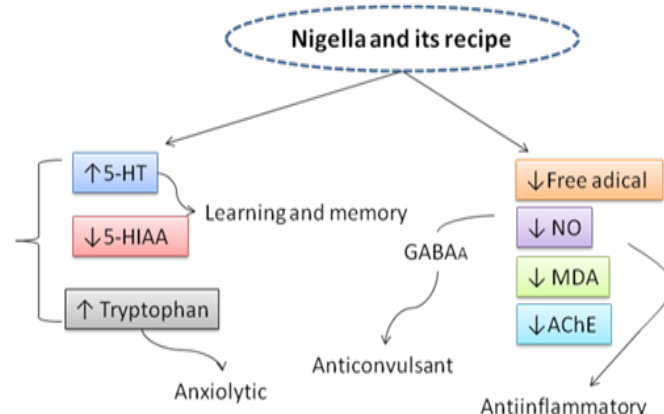 Nigella and its recipe
↑5-HT
↓5-HIAA
Learning and memory
↑ Tryptophan
Anxiolytic
↓Free adical
↓ NO
GABAA
↓ MDA
↓AChE
Anticonvulsant
Antiinflammatory